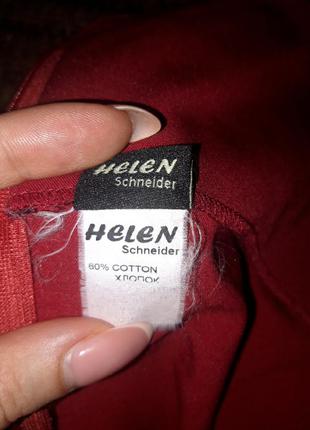 HELEN
Schneider
HELEN
Schneider
60% COTTON
ХЛОПОК